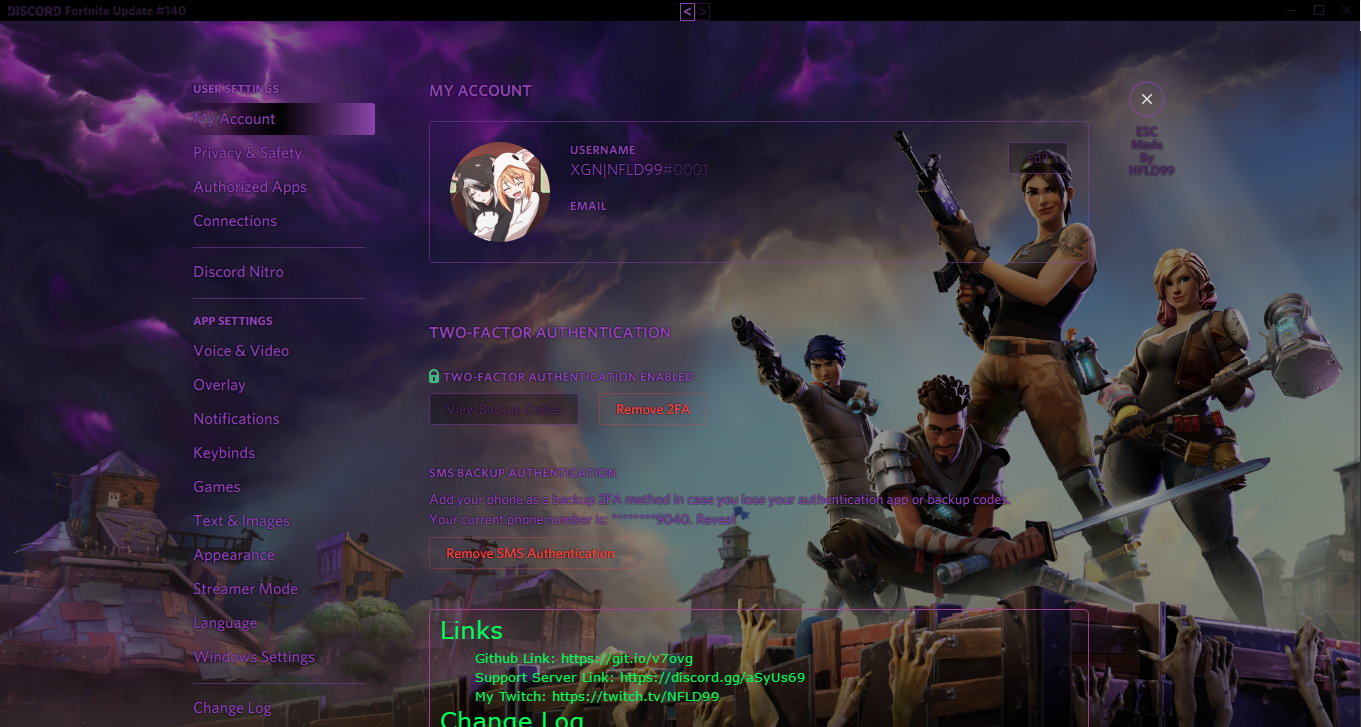 DISCORD Fortnite Update #140
< >
USER SETTINGS
My Account
Privacy & Safety
Authorized Apps
Connections
Discord Nitro
APP SETTINGS
Voice & Video
Overlay
Notifications
Keybinds
Games
Text & Images
Appearance
Streamer Mode
Language
Windows Settings
Change Log
MY ACCOUNT
USERNAME
XGN|NFLD99#0001
EMAIL
Edit
TWO-FACTOR AUTHENTICATION
TWO-FACTOR AUTHENTICATION ENABLED
View Backup Codes
Remove 2FA
SMS BACKUP AUTHENTICATION
Add your phone as a backup 2FA method in case you lose your authentication app or backup codes.
Your current phone number is: ********9040. Reveal
Remove SMS Authentication
Links
Github Link: https://git.io/v7ovg
Support Server Link: https://discord.gg/aSyUs69
My Twitch: https://twitch.tv/NFLD99
Change Log
ESC
Made
By
NFLD99